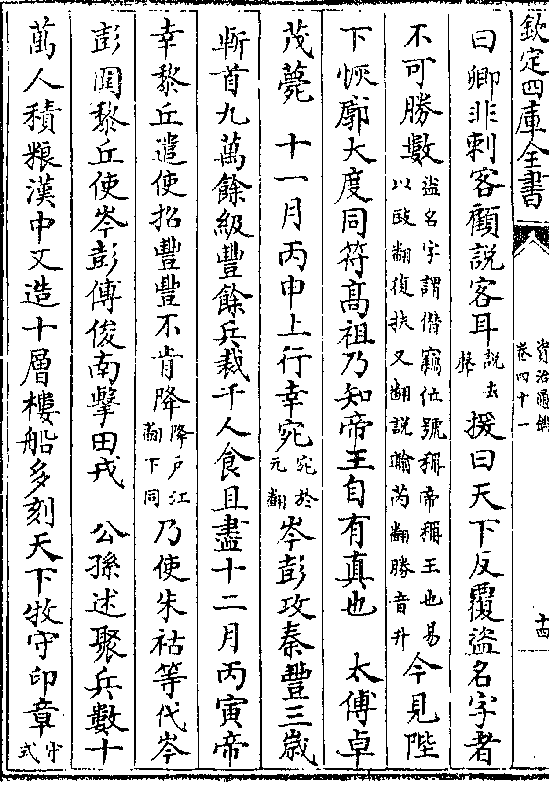 欽定四庫全書
資治通鑑
卷四十一
十四
曰卿非刺客顧說客耳說去聲援曰天下反覆盜名字者
不可勝數盜名字謂僭竊位號稱帝稱王也易以豉翻復扶又翻說輸芮翻勝音升今見陛
下恢廓大度同符高祖乃知帝王自有真也　太傅卓
茂薨　十一月丙申上行幸宛宛於元翻岑彭攻秦豐三歲
斬首九萬餘級豐餘兵裁千人食且盡十二月丙寅帝
幸黎丘遣使招豐豐不肯降降户江翻下同乃使朱祜等代岑
彭圍黎丘使岑彭傅俊南擊田戎　公孫述聚兵數十
萬人積粮漢中又造十層樓船多刻天下牧守印章守式